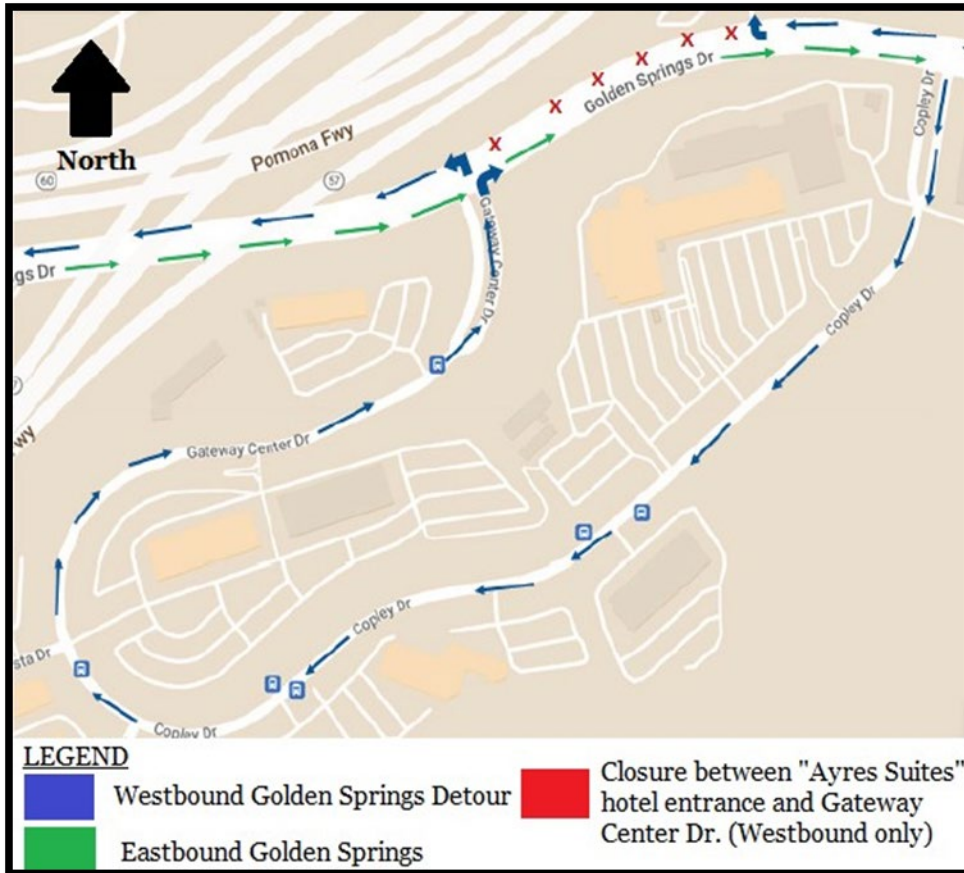 North
Pomona Fwy
60
57
Golden Springs Dr
Copley Dr
Gateway Center Dr
gs Dr
Copley Dr
7
wy
Gateway Center Dr
Copley Dr
sta Dr
Copley Dr
X
X
X
X
X
X
LEGEND
Westbound Golden Springs Detour
Eastbound Golden Springs
Closure between "Ayres Suites"
hotel entrance and Gateway
Center Dr. (Westbound only)